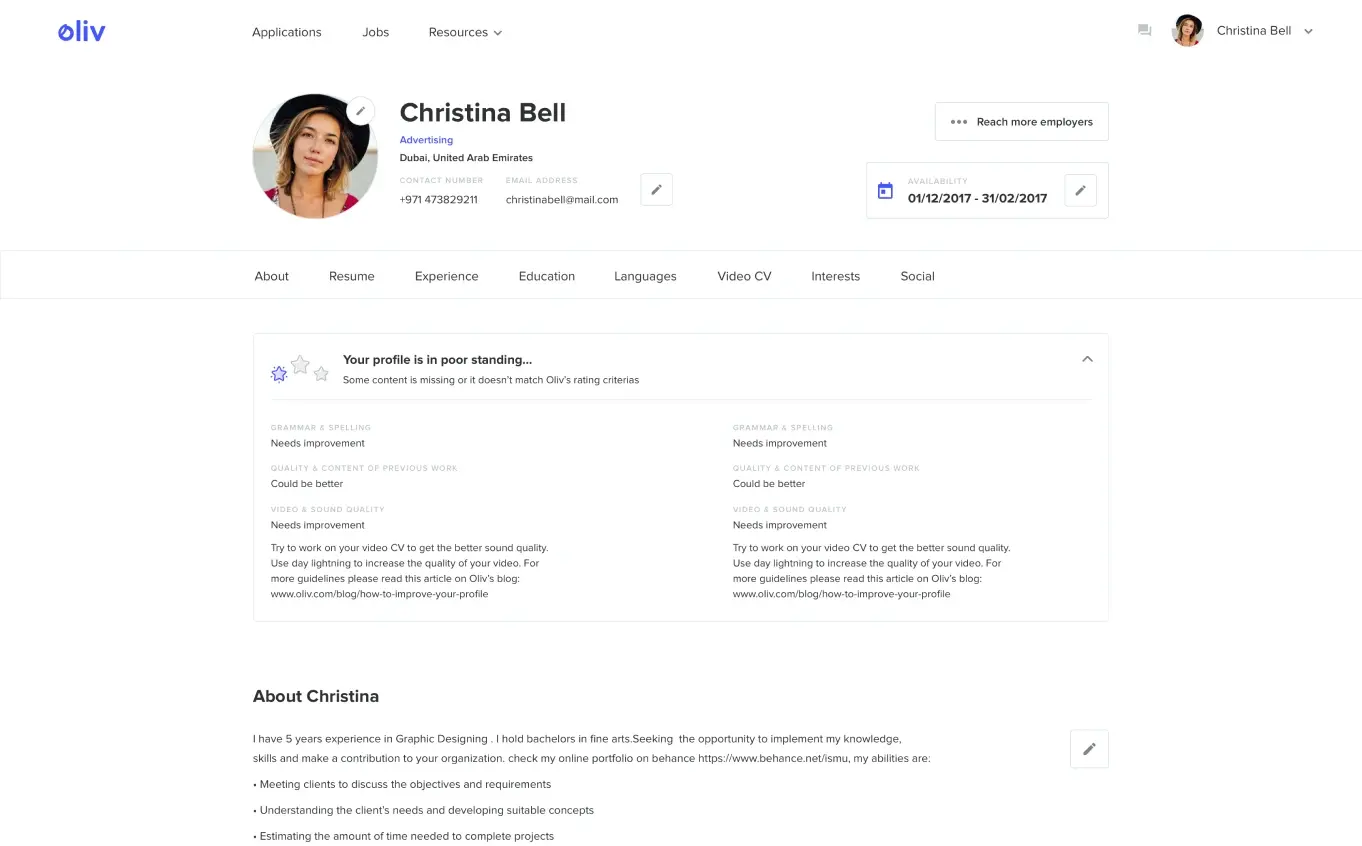 oliv
Applications
Jobs
Resources
Christina Bell
Christina Bell
Advertising
Dubai, United Arab Emirates
CONTACT NUMBER
+971 473829211
EMAIL ADDRESS
christinabell@mail.com
Reach more employers
AVAILABILITY
01/12/2017 - 31/02/2017
About
Resume
Experience
Education
Languages
Video CV
Interests
Social
Your profile is in poor standing...
Some content is missing or it doesn't match Oliv's rating criterias
GRAMMAR & SPELLING
Needs improvement
QUALITY & CONTENT OF PREVIOUS WORK
Could be better
VIDEO & SOUND QUALITY
Needs improvement
Try to work on your video CV to get the better sound quality.
Use day lightning to increase the quality of your video. For
more guidelines please read this article on Oliv's blog:
www.oliv.com/blog/how-to-improve-your-profile
GRAMMAR & SPELLING
Needs improvement
QUALITY & CONTENT OF PREVIOUS WORK
Could be better
VIDEO & SOUND QUALITY
Needs improvement
Try to work on your video CV to get the better sound quality.
Use day lightning to increase the quality of your video. For
more guidelines please read this article on Oliv's blog:
www.oliv.com/blog/how-to-improve-your-profile
About Christina
I have 5 years experience in Graphic Designing . I hold bachelors in fine arts.Seeking  the opportunity to implement my knowledge,
skills and make a contribution to your organization. check my online portfolio on behance https://www.behance.net/ismu, my abilities are:
• Meeting clients to discuss the objectives and requirements
• Understanding the client's needs and developing suitable concepts
• Estimating the amount of time needed to complete projects